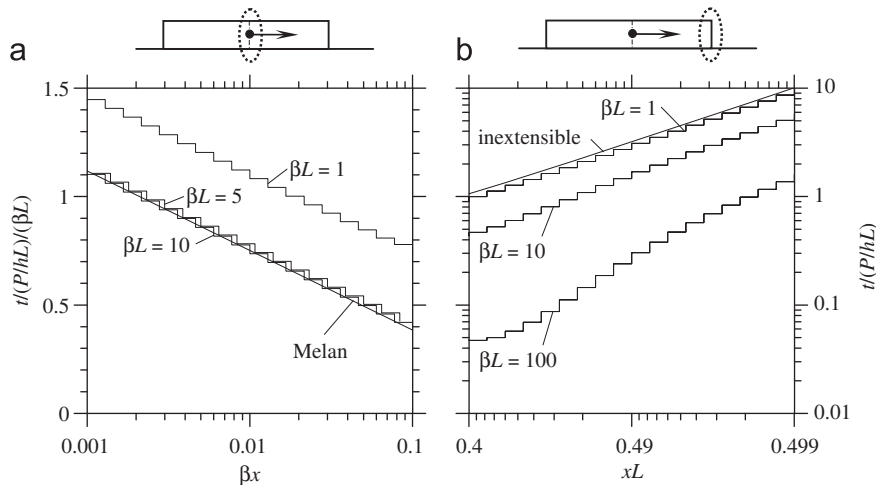 a
b
1.5
1
0.5
0
t/(P/hL)/(βL)
βL = 1
βL = 5
βL = 10
Melan
0.001
0.01
0.1
βx
10
1
0.1
0.01
t/(P/hL)
βL = 1
inextensible
βL = 10
βL = 100
0.4
0.49
0.499
xL